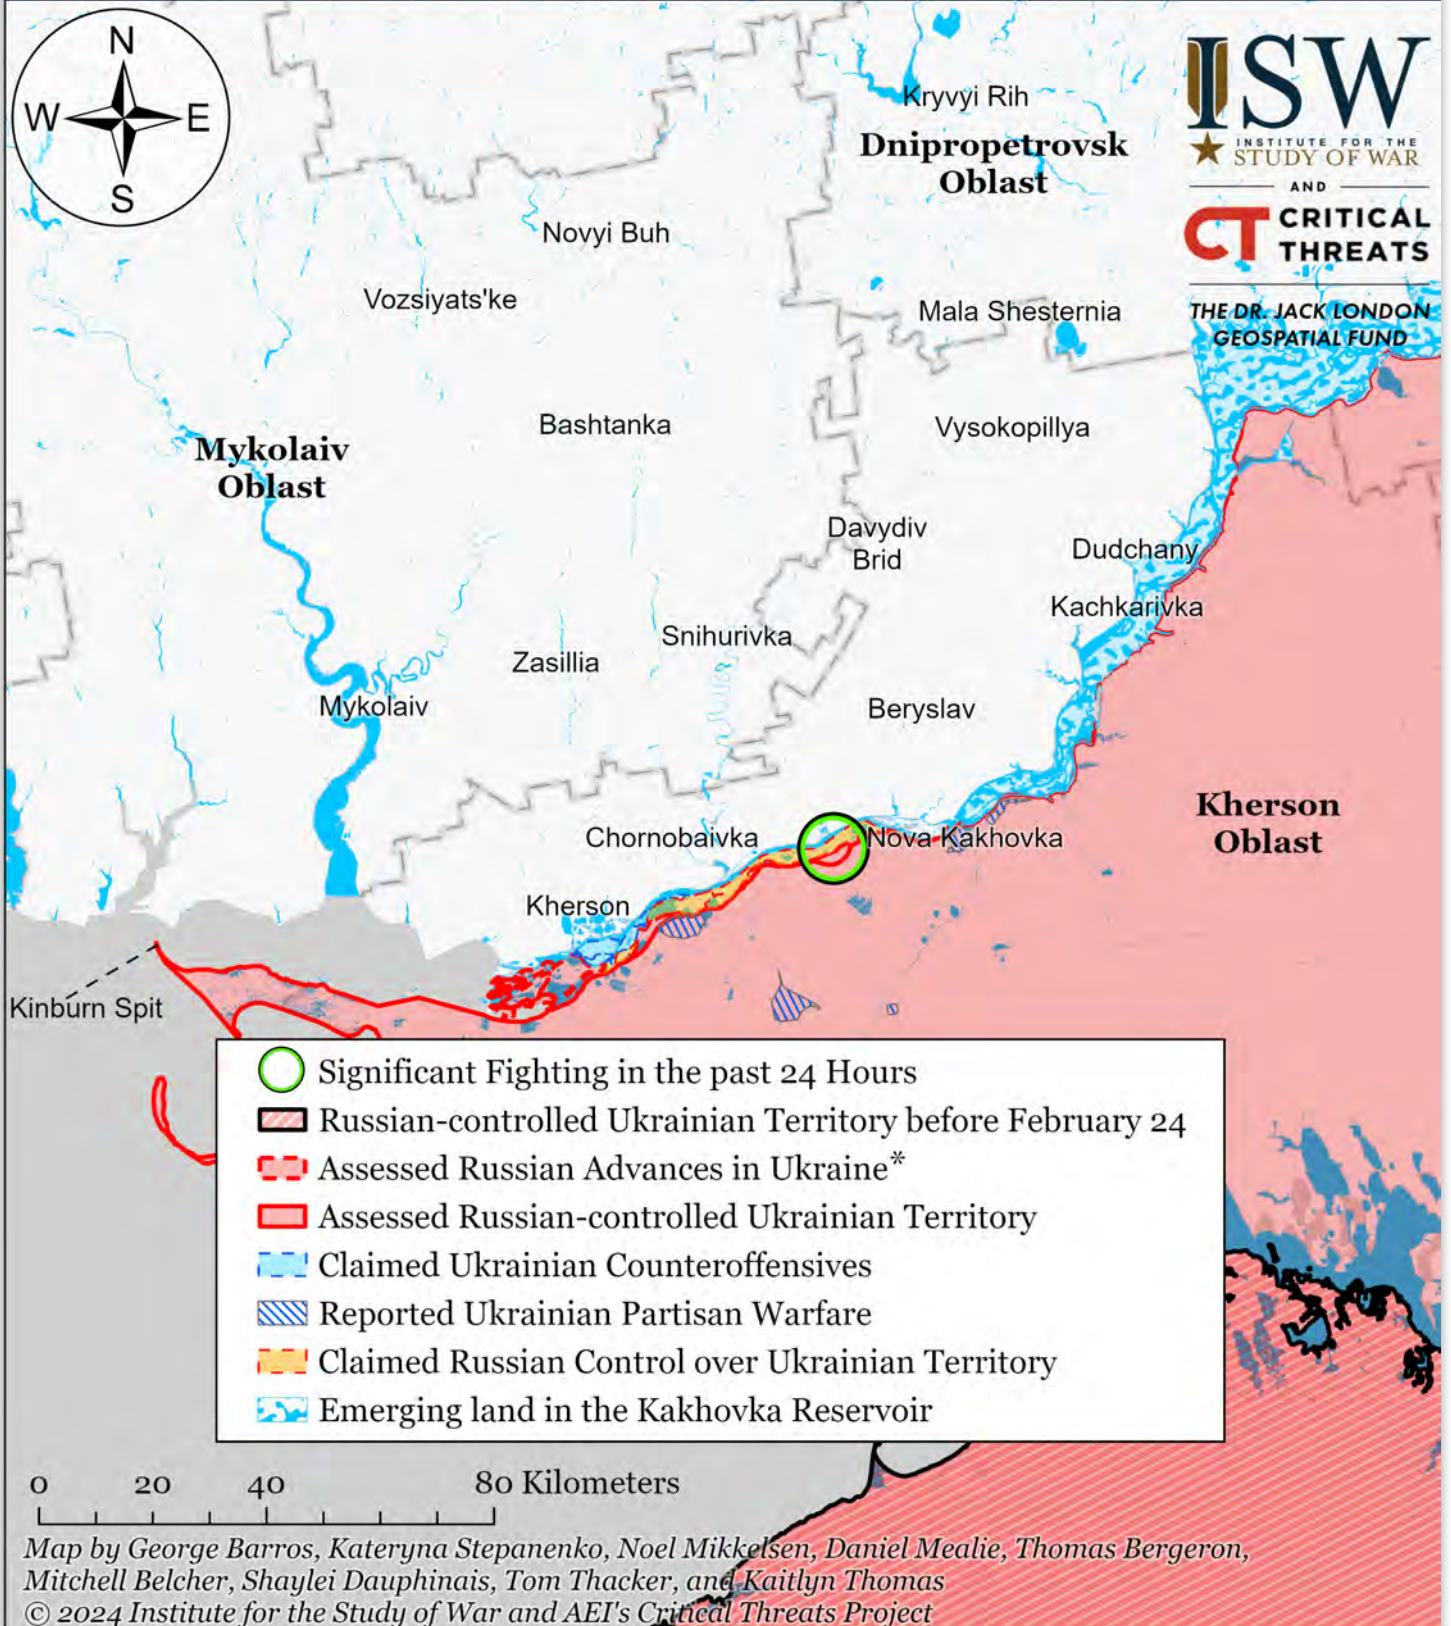 N
W E
S
Kryvyi Rih
Dnipropetrovsk
Oblast
ISW
INSTITUTE FOR THE
STUDY OF WAR
AND
CT CRITICAL
THREATS
THE DR. JACK LONDON
GEOSPATIAL FUND
Novyi Buh
Vozsiyats'ke
Mala Shesternia
Bashtanka
Vysokopillya
Mykolaiv
Oblast
Davydiv
Brid
Dudchany
Kachkarivka
Snihurivka
Zasillia
Mykolaiv
Beryslav
Kherson
Oblast
Chornobaivka
Nova Kakhovka
Kherson
Kinburn Spit
Significant Fighting in the past 24 Hours
Russian-controlled Ukrainian Territory before February 24
Assessed Russian Advances in Ukraine*
Assessed Russian-controlled Ukrainian Territory
Claimed Ukrainian Counteroffensives
Reported Ukrainian Partisan Warfare
Claimed Russian Control over Ukrainian Territory
Emerging land in the Kakhovka Reservoir
0 20 40 80 Kilometers
Map by George Barros, Kateryna Stepanenko, Noel Mikkelsen, Daniel Mealie, Thomas Bergeron,
Mitchell Belcher, Shaylei Dauphinais, Tom Thacker, and Kaitlyn Thomas
© 2024 Institute for the Study of War and AEI's Critical Threats Project